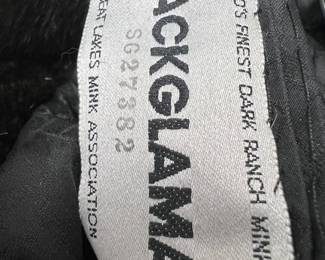 D'S FINEST DARK RANCH MINK
ACKGLAMA
SG27382
EAT LAKES MINK ASSOCIATION